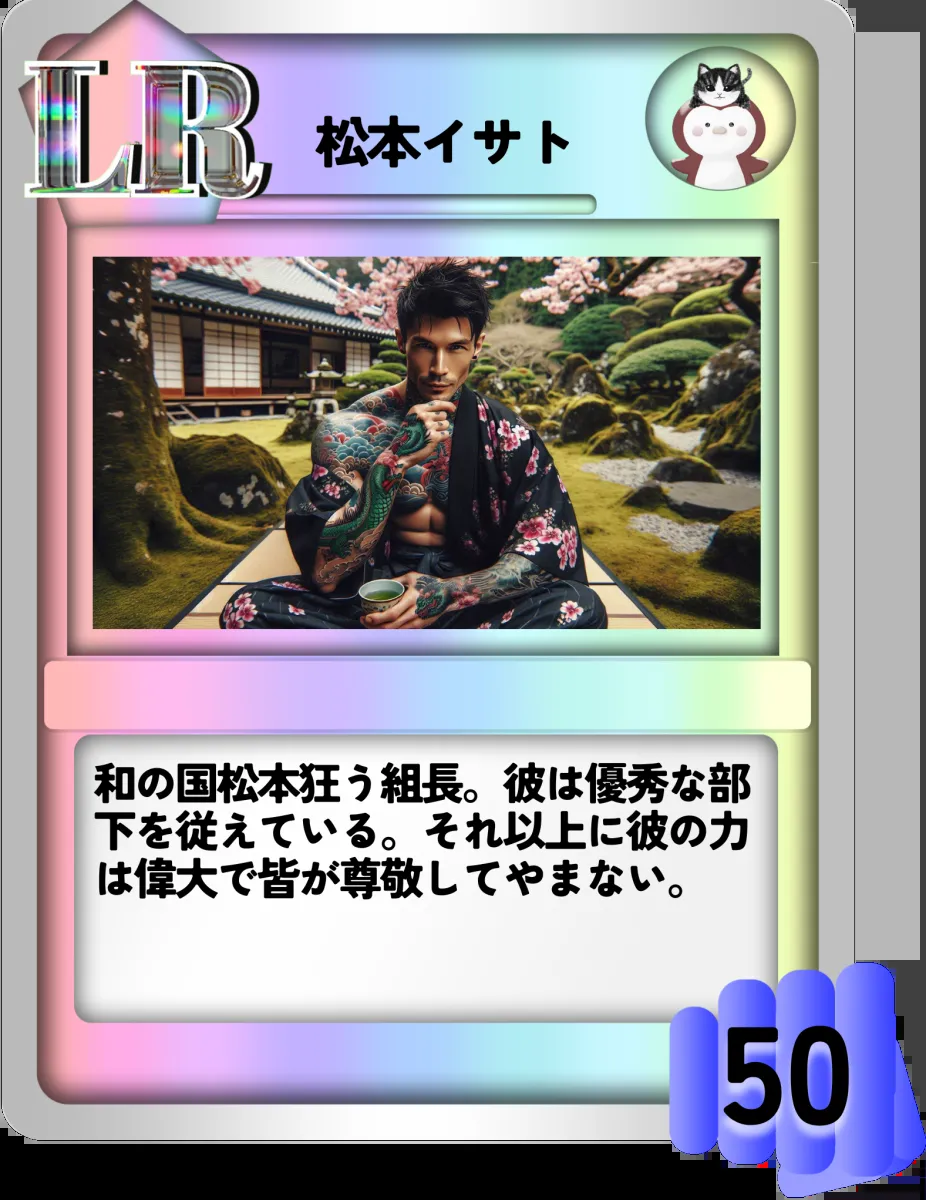 LR
松本イサト
和の国松本狂う組長。彼は優秀な部
下を従えている。それ以上に彼の力
は偉大で皆が尊敬してやまない。
50